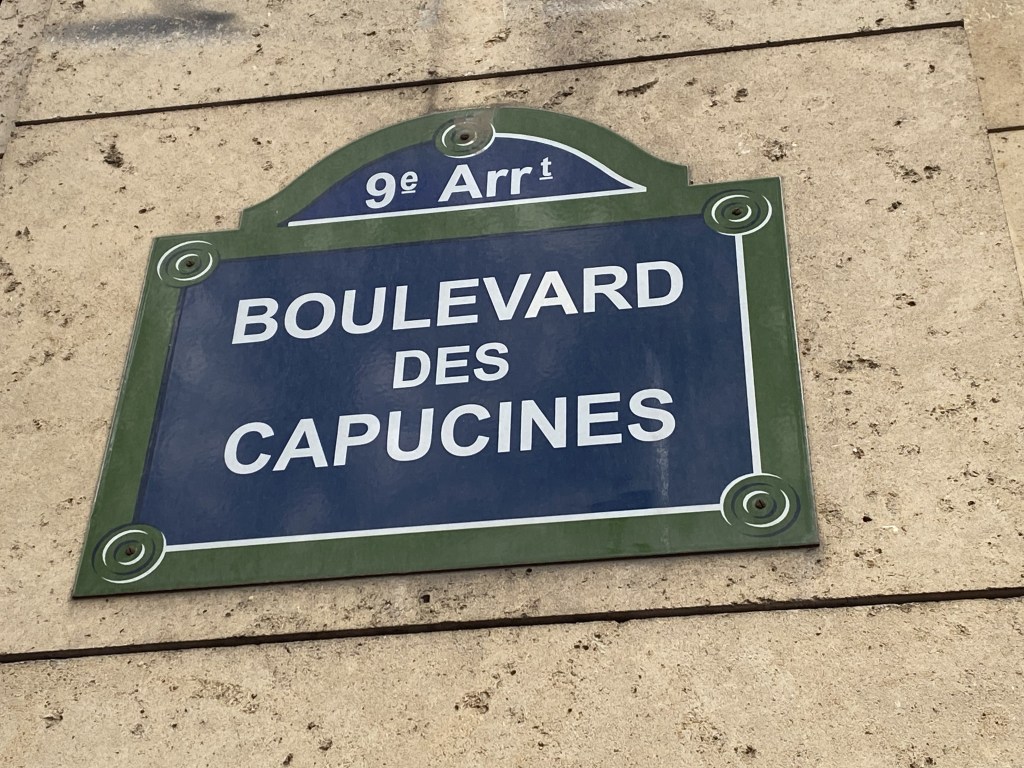 9e Arrt
BOULEVARD
DES
CAPUCINES